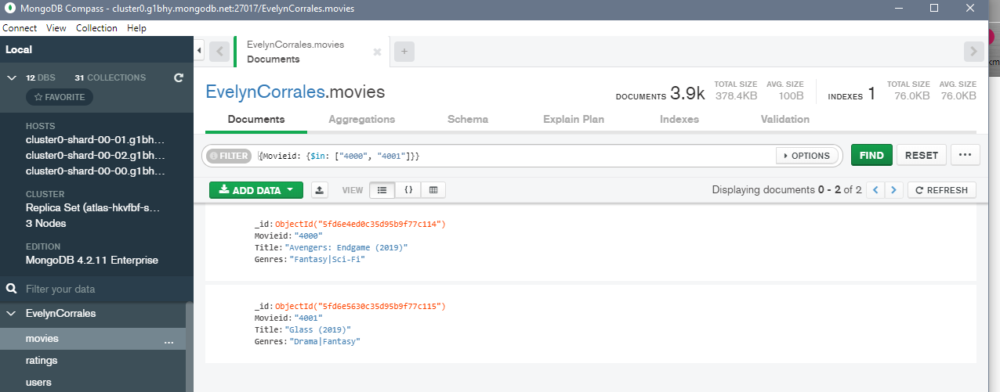 MongoDB Compass - cluster0.g1bhy.mongodb.net:27017/EvelynCorrales.movies
Connect View Collection Help
Local
12 DBS 31 COLLECTIONS
FAVORITE
HOSTS
cluster0-shard-00-01.g1bh...
cluster0-shard-00-02.g1bh...
cluster0-shard-00-00.g1bh...
CLUSTER
Replica Set (atlas-hkvfbf-s...
3 Nodes
EDITION
MongoDB 4.2.11 Enterprise
Filter your data
EvelynCorrales
movies ...
ratings
users
EvelynCorrales.movies
Documents
EvelynCorrales.movies
DOCUMENTS 3.9k TOTAL SIZE 378.4KB AVG. SIZE 100B INDEXES 1 TOTAL SIZE 76.0KB AVG. SIZE 76.0KB
Documents Aggregations Schema Explain Plan Indexes Validation
FILTER {Movieid: {$in: ["4000", "4001"]}} OPTIONS FIND RESET ...
ADD DATA VIEW {} Displaying documents 0 - 2 of 2 REFRESH
_id: ObjectId("5fd6e4ed0c35d95b9f77c114")
Movieid: "4000"
Title: "Avengers: Endgame (2019)"
Genres: "Fantasy|Sci-Fi"
_id: ObjectId("5fd6e5630c35d95b9f77c115")
Movieid: "4001"
Title: "Glass (2019)"
Genres: "Drama|Fantasy"